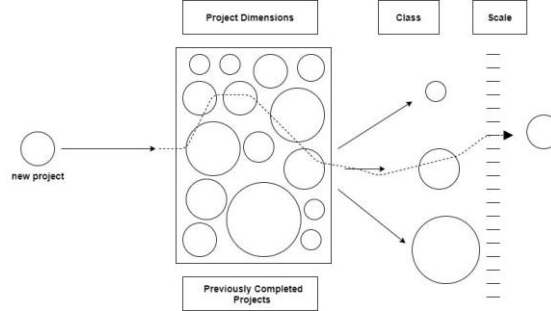 Project Dimensions
Class
Scale
new project
Previously Completed
Projects